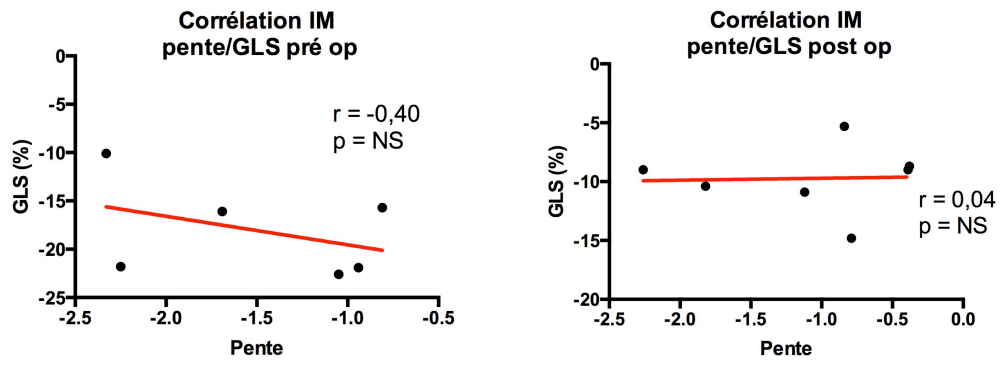 Corrélation IM
pente/GLS pré op
0
-5
-10
-15
-20
-25
GLS (%)
r = -0,40
p = NS
-2.5
-2.0
-1.5
-1.0
-0.5
Pente
Corrélation IM
pente/GLS post op
0
-5
-10
-15
-20
GLS (%)
r = 0,04
p = NS
-2.5
-2.0
-1.5
-1.0
-0.5
0.0
Pente